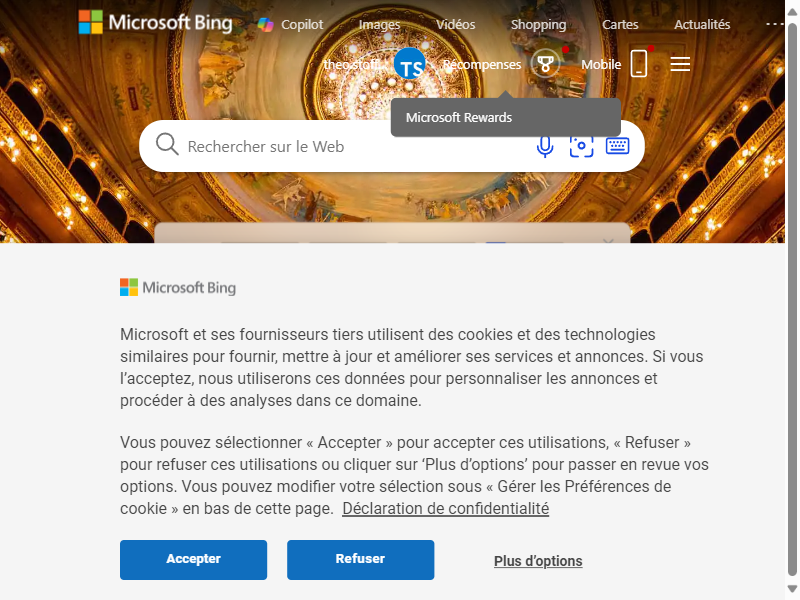 Microsoft Bing
Copilot
Images
Vidéos
Shopping
Cartes
Actualités
TS
Récompenses
Mobile
Microsoft Rewards
Rechercher sur le Web
Microsoft Bing
Microsoft et ses fournisseurs tiers utilisent des cookies et des technologies
similaires pour fournir, mettre à jour et améliorer ses services et annonces. Si vous
l’acceptez, nous utiliserons ces données pour personnaliser les annonces et
procéder à des analyses dans ce domaine.
Vous pouvez sélectionner « Accepter » pour accepter ces utilisations, « Refuser »
pour refuser ces utilisations ou cliquer sur ‘Plus d’options’ pour passer en revue vos
options. Vous pouvez modifier votre sélection sous « Gérer les Préférences de
cookie » en bas de cette page. Déclaration de confidentialité
Accepter
Refuser
Plus d’options